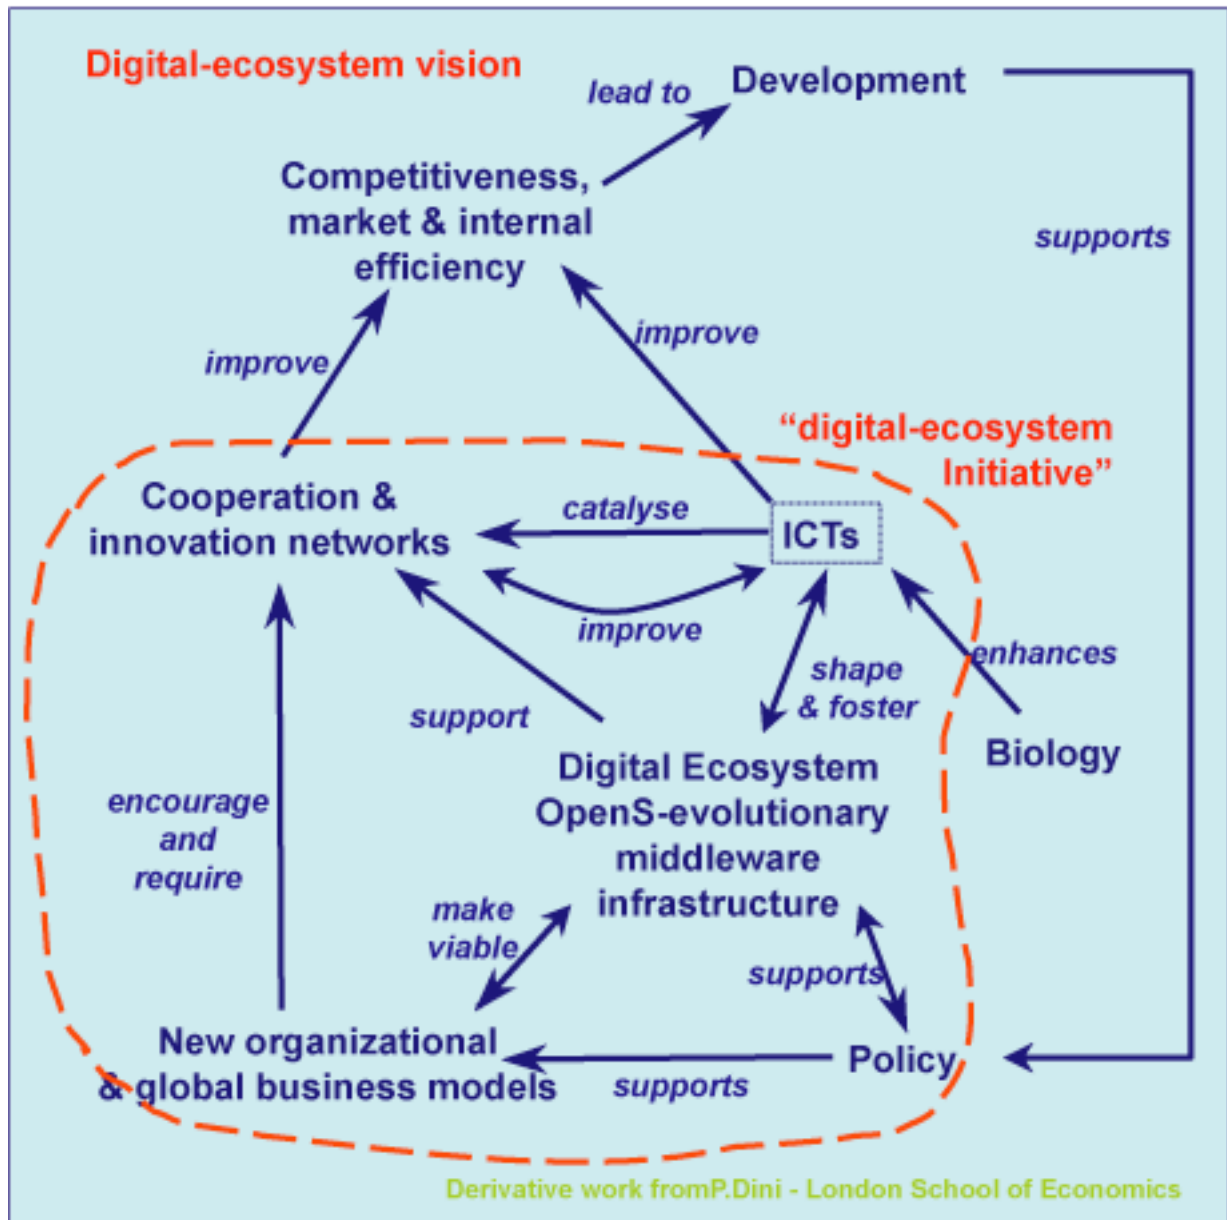 Digital-ecosystem vision
Development
lead to
Competitiveness,
market & internal
efficiency
supports
improve
improve
“digital-ecosystem
Initiative”
Cooperation &
innovation networks
catalyse
ICTs
improve
enhances
shape
& foster
support
Biology
Digital Ecosystem
OpenS-evolutionary
middleware
infrastructure
encourage
and
require
make
viable
supports
New organizational
& global business models
supports
Policy
Derivative work fromP.Dini - London School of Economics